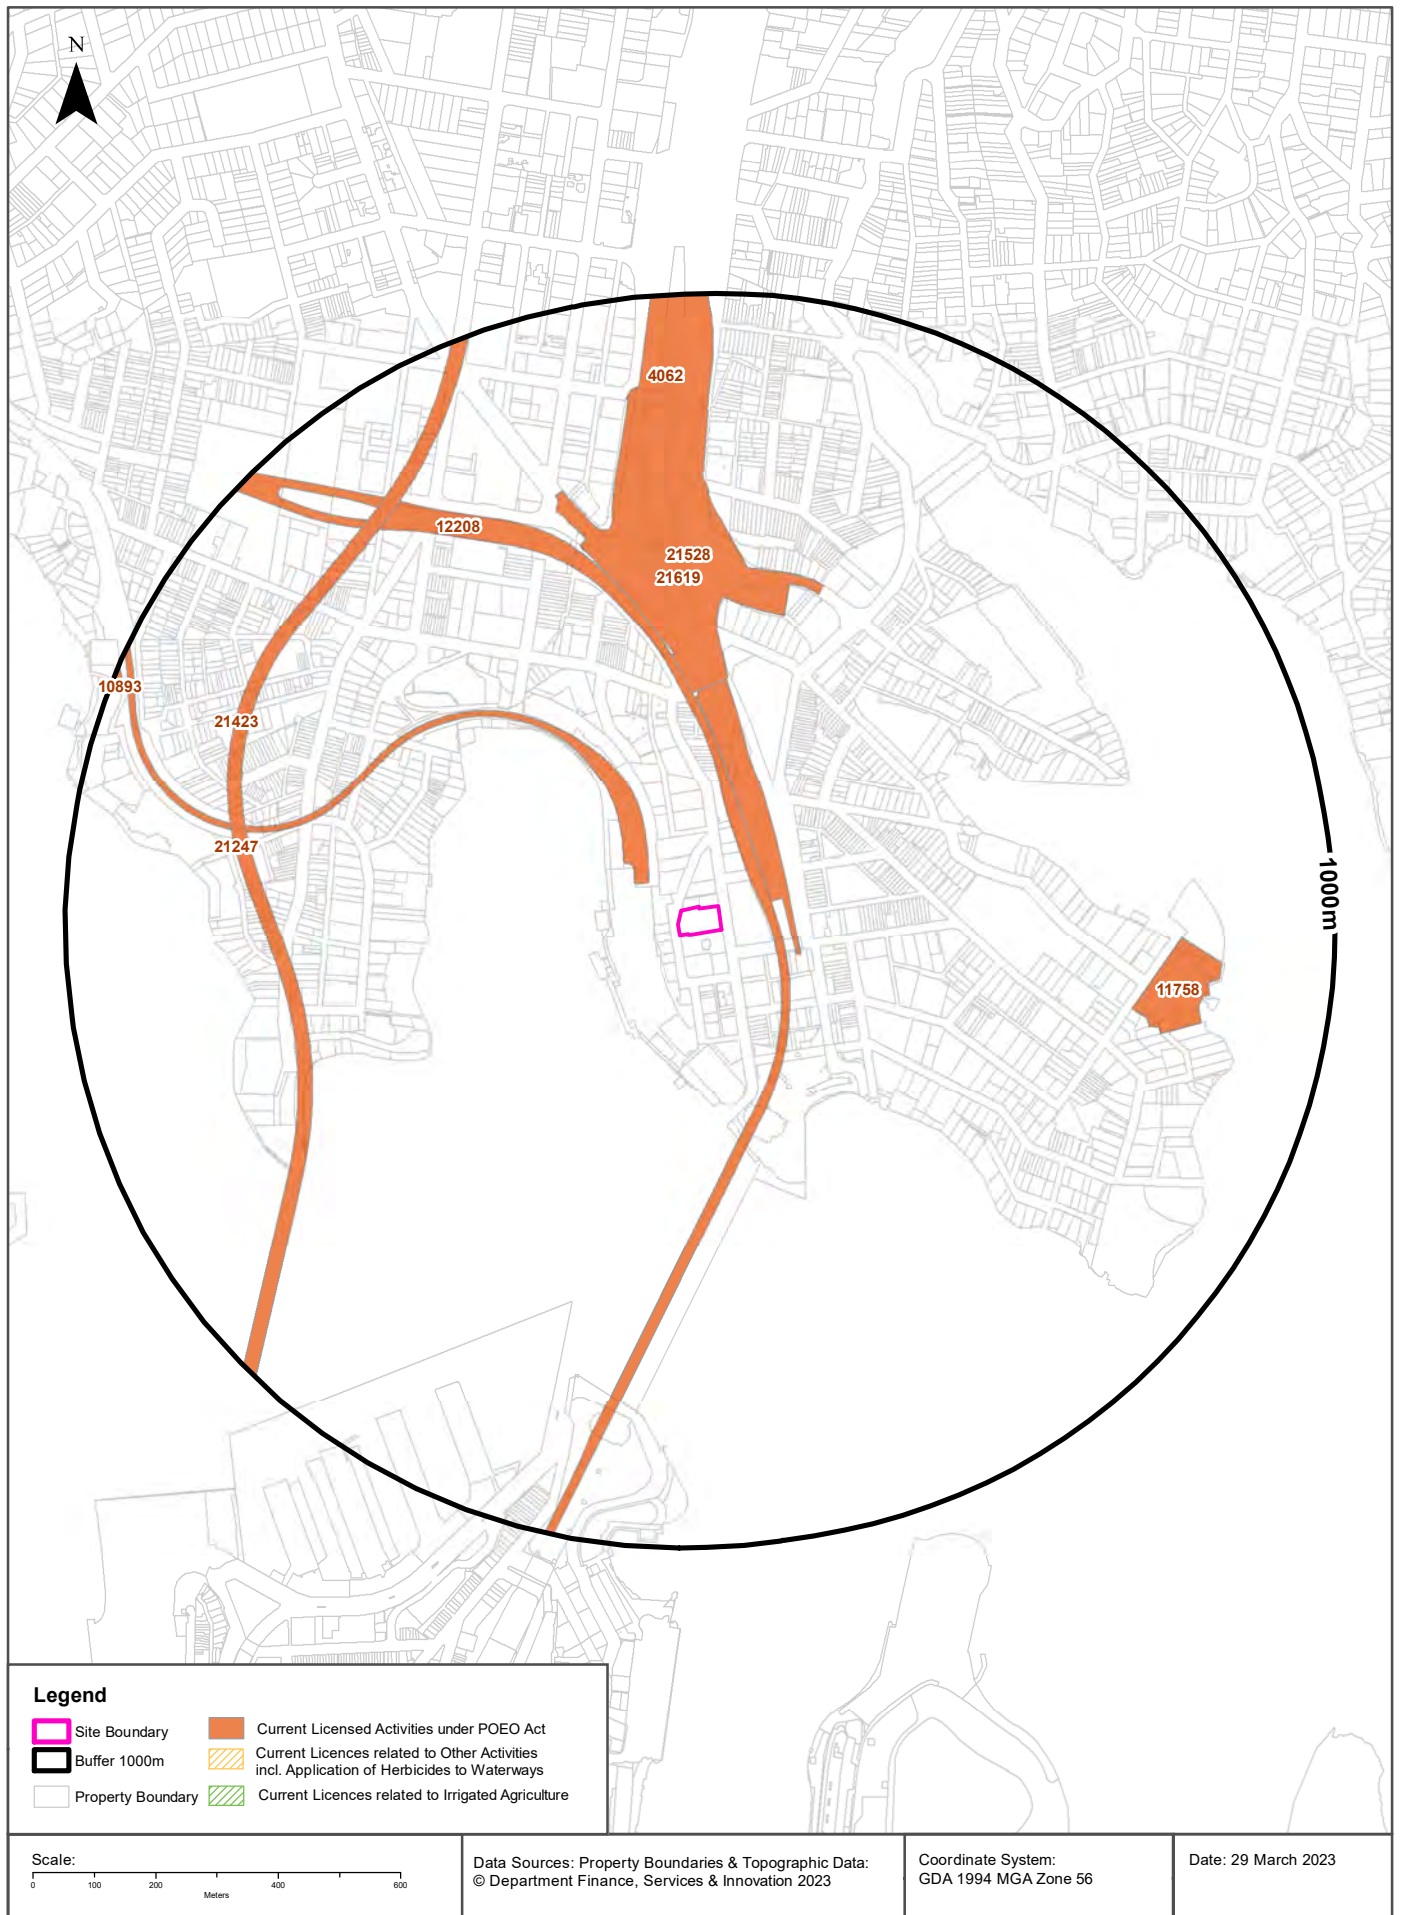 N
4062
12208
21528
21619
10893
21423
21247
1000m
11758
Legend
Site Boundary
Buffer 1000m
Property Boundary
Current Licensed Activities under POEO Act
Current Licences related to Other Activities
incl. Application of Herbicides to Waterways
Current Licences related to Irrigated Agriculture
Scale:
0 100 200 400 600
Meters
Data Sources: Property Boundaries & Topographic Data:
© Department Finance, Services & Innovation 2023
Coordinate System:
GDA 1994 MGA Zone 56
Date: 29 March 2023